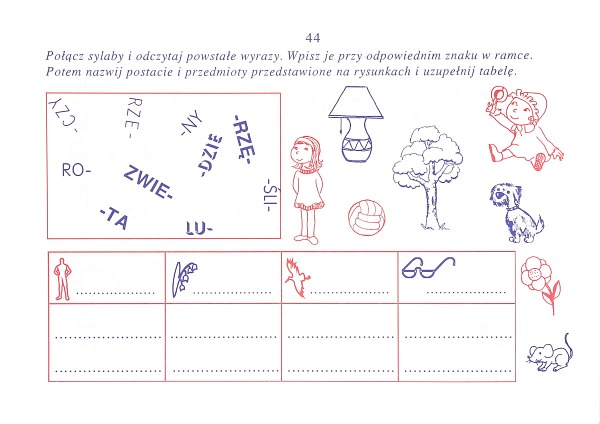 44
Połącz sylaby i odczytaj powstałe wyrazy. Wpisz je przy odpowiednim znaku w ramce.
Potem nazwij postacie i przedmioty przedstawione na rysunkach i uzupełnij tabelę.
-CZY-
RZE-
-NY-
-DZIE
-RZĘ-
RO-
ZWIE-
-ŚLI-
-TA
LU-